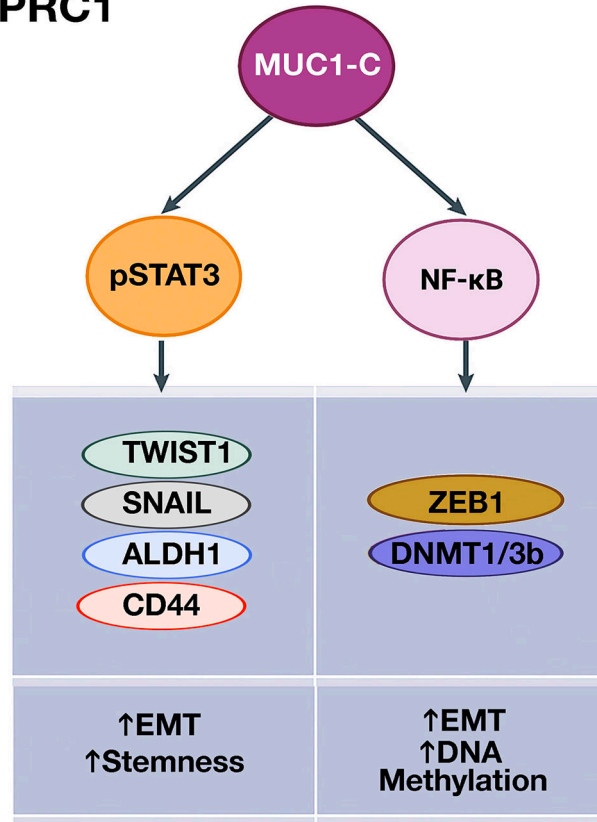 PRC1
MUC1-C
pSTAT3
NF-κB
TWIST1
SNAIL
ALDH1
CD44
ZEB1
DNMT1/3b
↑EMT
↑Stemness
↑EMT
↑DNA
Methylation